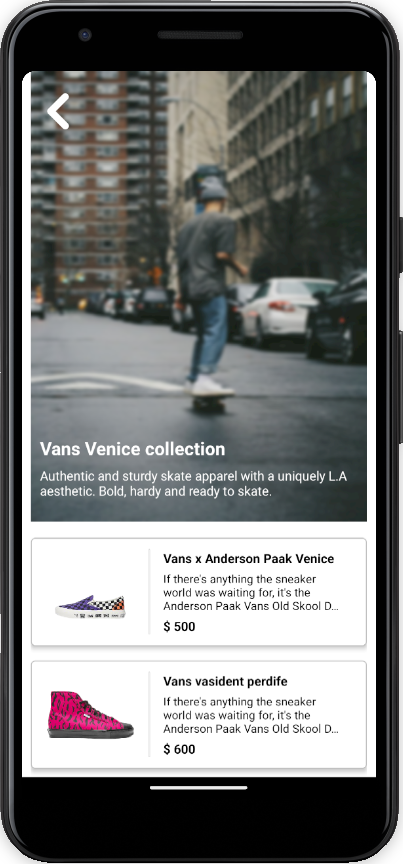 Vans Venice collection
Authentic and sturdy skate apparel with a uniquely L.A
aesthetic. Bold, hardy and ready to skate.
Vans x Anderson Paak Venice
If there's anything the sneaker
world was waiting for, it's the
Anderson Paak Vans Old Skool D...
$ 500
Vans vasident perdife
If there's anything the sneaker
world was waiting for, it's the
Anderson Paak Vans Old Skool D...
$ 600